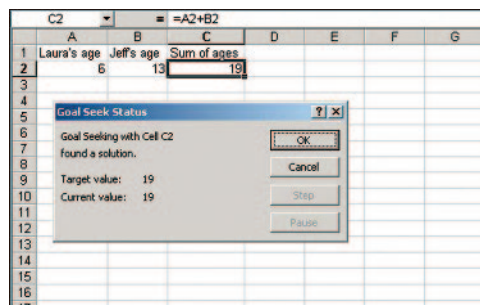 C2 = =A2+B2
A B C D E F G
1 Laura's age Jeff's age Sum of ages
2 6 13 19
3
4
5
6
7
8
9
10
11
12
13
14
15
16
Goal Seek Status ? ×
Goal Seeking with Cell C2
found a solution.
Target value: 19
Current value: 19
OK
Cancel
Step
Pause